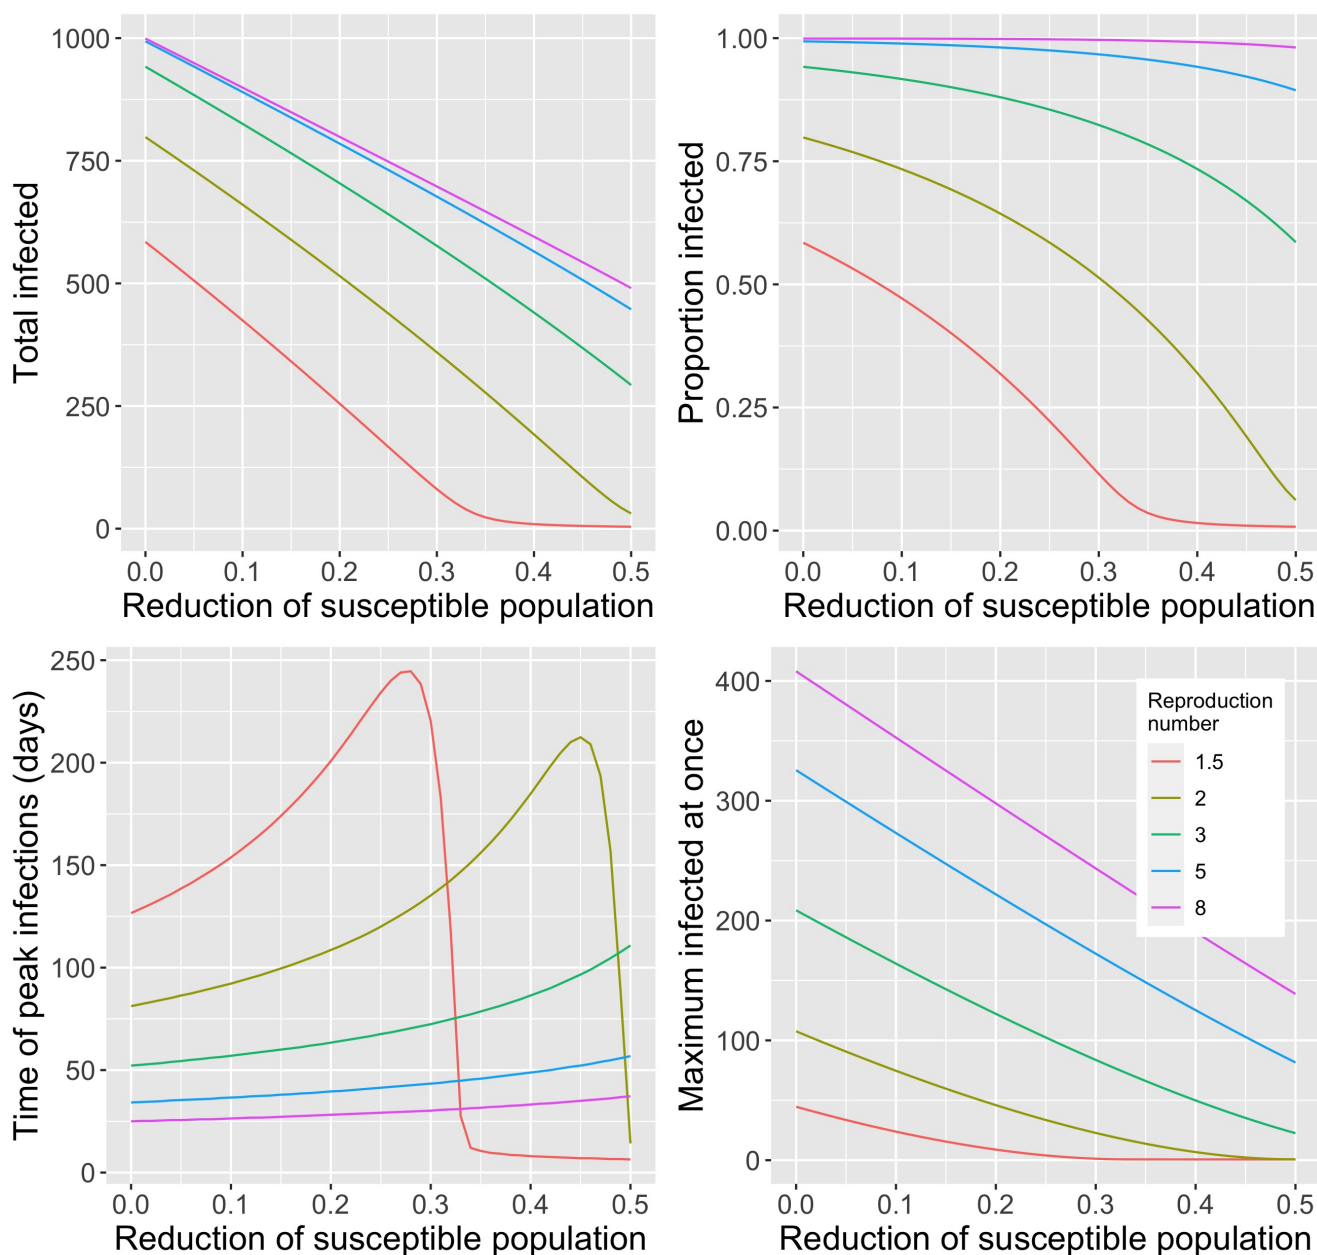 1000
750
500
250
0
Total infected
0.0 0.1 0.2 0.3 0.4 0.5
Reduction of susceptible population
1.00
0.75
0.50
0.25
0.00
Proportion infected
0.0 0.1 0.2 0.3 0.4 0.5
Reduction of susceptible population
250
200
150
100
50
0
Time of peak infections (days)
0.0 0.1 0.2 0.3 0.4 0.5
Reduction of susceptible population
400
300
200
100
0
Maximum infected at once
Reproduction
number
1.5
2
3
5
8
0.0 0.1 0.2 0.3 0.4 0.5
Reduction of susceptible population